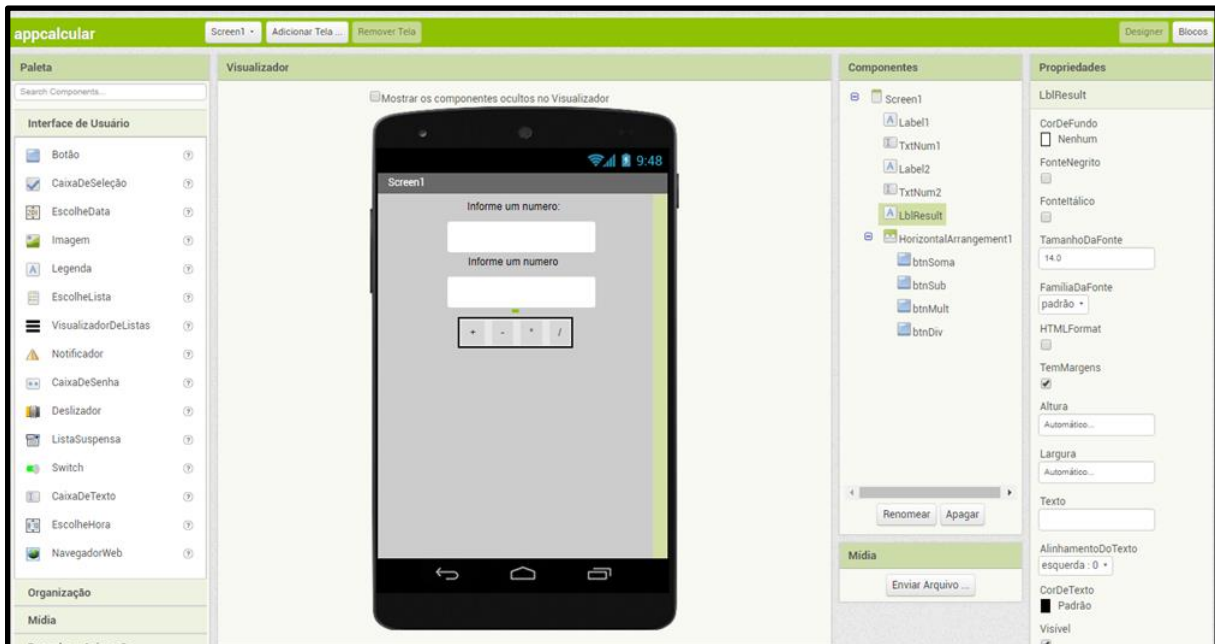 appcalcular
Screen1
Adicionar Tela ...
Remover Tela
Designer
Blocos
Paleta
Search Components...
Interface de Usuário
Botão
CaixaDeSeleção
EscolheData
Imagem
Legenda
EscolheLista
VisualizadorDeListas
Notificador
CaixaDeSenha
Deslizador
ListaSuspensa
Switch
CaixaDeTexto
EscolheHora
NavegadorWeb
Organização
Mídia
Visualizador
Mostrar os componentes ocultos no Visualizador
9:48
Screen1
Informe um numero:
Informe um numero
+ - * /
Componentes
Screen1
Label1
TxtNum1
Label2
TxtNum2
LblResult
HorizontalArrangement1
btnSoma
btnSub
btnMult
btnDiv
Renomear Apagar
Mídia
Enviar Arquivo ...
Propriedades
LblResult
CorDeFundo
Nenhum
FonteNegrito
FonteItálico
TamanhoDaFonte
14.0
FamíliaDaFonte
padrão
HTMLFormat
TemMargens
Altura
Automático...
Largura
Automático...
Texto
AlinhamentoDoTexto
esquerda : 0
CorDeTexto
Padrão
Visível